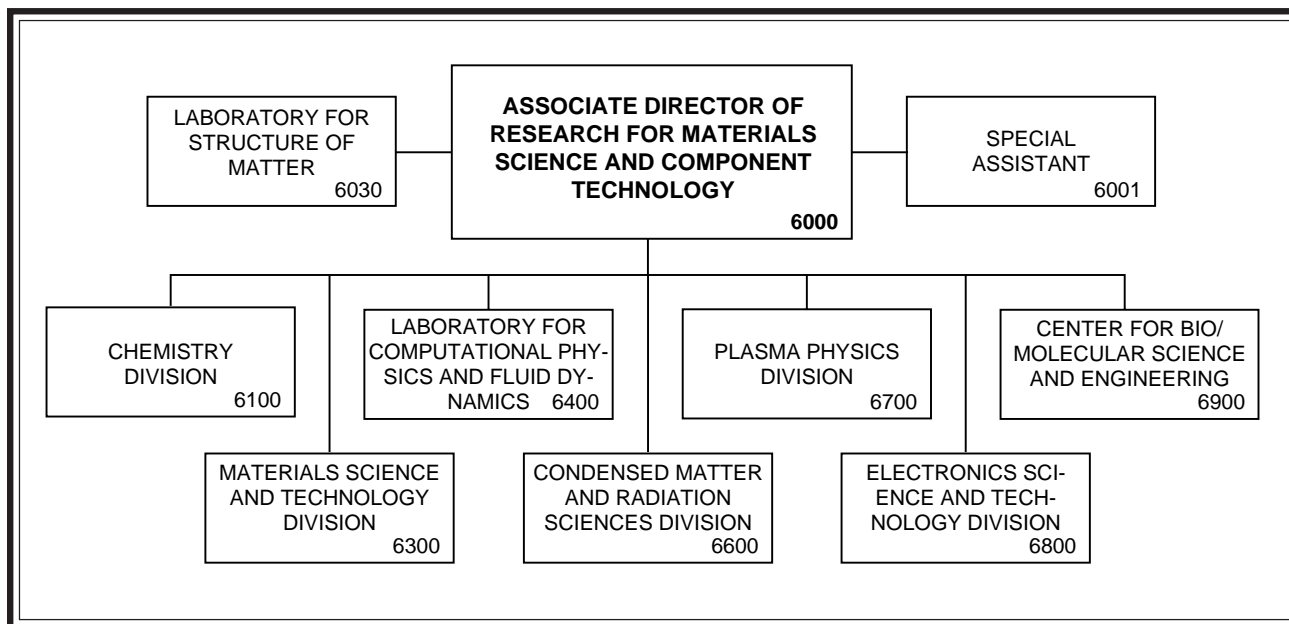 LABORATORY FOR
STRUCTURE OF
MATTER
6030
ASSOCIATE DIRECTOR OF
RESEARCH FOR MATERIALS
SCIENCE AND COMPONENT
TECHNOLOGY
6000
SPECIAL
ASSISTANT
6001
CHEMISTRY
DIVISION
6100
LABORATORY FOR
COMPUTATIONAL PHY-
SICS AND FLUID DY-
NAMICS 6400
PLASMA PHYSICS
DIVISION
6700
CENTER FOR BIO/
MOLECULAR SCIENCE
AND ENGINEERING
6900
MATERIALS SCIENCE
AND TECHNOLOGY
DIVISION
6300
CONDENSED MATTER
AND RADIATION
SCIENCES DIVISION
6600
ELECTRONICS SCI-
ENCE AND TECH-
NOLOGY DIVISION
6800